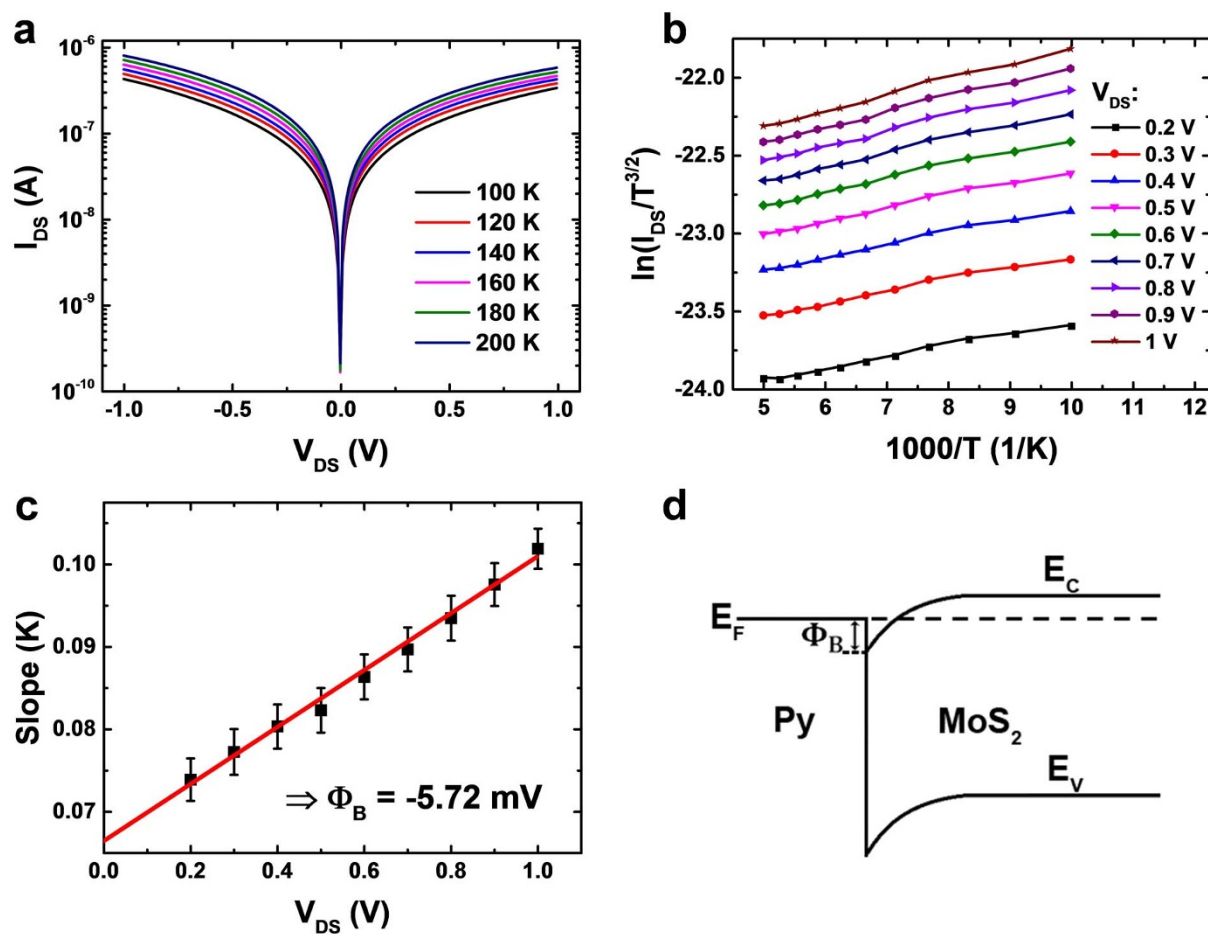 a
10⁻⁶
10⁻⁷
10⁻⁸
10⁻⁹
10⁻¹⁰
I_DS (A)
100 K
120 K
140 K
160 K
180 K
200 K
-1.0 -0.5 0.0 0.5 1.0
V_DS (V)
b
-22.0
-22.5
-23.0
-23.5
-24.0
ln(I_DS/T^3/2)
V_DS:
0.2 V
0.3 V
0.4 V
0.5 V
0.6 V
0.7 V
0.8 V
0.9 V
1 V
5 6 7 8 9 10 11 12
1000/T (1/K)
c
0.10
0.09
0.08
0.07
Slope (K)
⇒ Φ_B = -5.72 mV
0.0 0.2 0.4 0.6 0.8 1.0
V_DS (V)
d
E_C
E_F
Φ_B
Py MoS₂
E_V